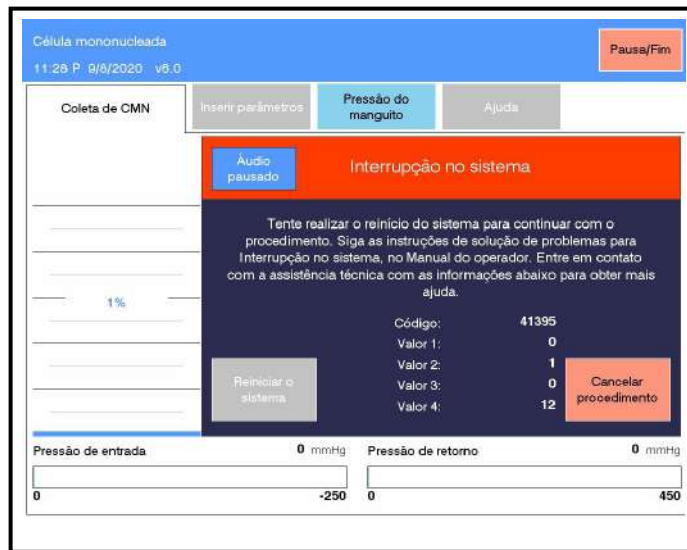 Célula mononucleada
11:28 P 9/8/2020 v6.0
Pausa/Fim
Coleta de CMN
Inserir parâmetros
Pressão do
manguito
Ajuda
Áudio
pausado
Interrupção no sistema
Tente realizar o reinício do sistema para continuar com o
procedimento. Siga as instruções de solução de problemas para
Interrupção no sistema, no Manual do operador. Entre em contato
com a assistência técnica com as informações abaixo para obter mais
ajuda.
1%
Código: 41395
Valor 1: 0
Valor 2: 1
Valor 3: 0
Valor 4: 12
Reiniciar o
sistema
Cancelar
procedimento
Pressão de entrada 0 mmHg
Pressão de retorno 0 mmHg
0 -250
0 450